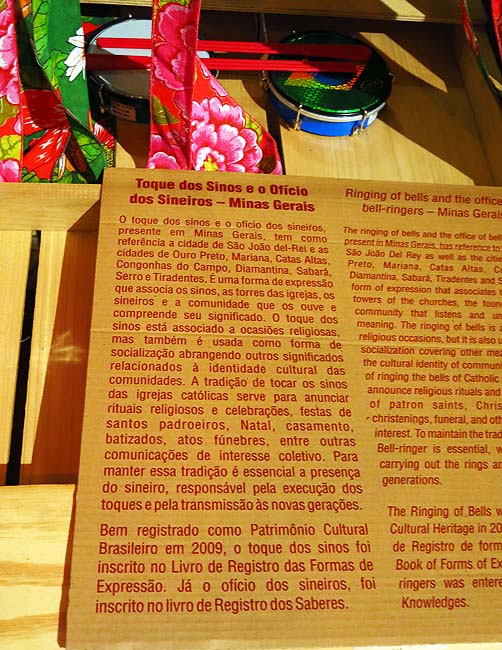 Toque dos Sinos e o Ofício
dos Sineiros – Minas Gerais
O toque dos sinos e o ofício dos sineiros,
presente em Minas Gerais, tem como
referência a cidade de São João del-Rei e as
cidades de Ouro Preto, Mariana, Catas Altas,
Congonhas do Campo, Diamantina, Sabará,
Serro e Tiradentes. É uma forma de expressão
que associa os sinos, as torres das igrejas, os
sineiros e a comunidade que os ouve e
compreende seu significado. O toque dos
sinos está associado a ocasiões religiosas,
mas também é usada como forma de
socialização abrangendo outros significados
relacionados à identidade cultural das
comunidades. A tradição de tocar os sinos
das igrejas católicas serve para anunciar
rituais religiosos e celebrações, festas de
santos padroeiros, Natal, casamento,
batizados, atos fúnebres, entre outras
comunicações de interesse coletivo. Para
manter essa tradição é essencial a presença
do sineiro, responsável pela execução dos
toques e pela transmissão às novas gerações.
Bem registrado como Patrimônio Cultural
Brasileiro em 2009, o toque dos sinos foi
inscrito no Livro de Registro das Formas de
Expressão. Já o ofício dos sineiros, foi
inscrito no livro de Registro dos Saberes.
Ringing of bells and the office
bell-ringers – Minas Gerai
The ringing of bells and the office of bell
present in Minas Gerais, has reference to
São João Del Rey as well as the citie
Preto, Mariana, Catas Altas, C
Diamantina, Sabará, Tiradentes and S
form of expression that associates t
towers of the churches, the foun
community that listens and un
meaning. The ringing of bells is
religious occasions, but it is also u
socialization covering other me
the cultural identity of communi
of ringing the bells of Catholic
announce religious rituals and
of patron saints, Chris
christenings, funeral, and oth
interest. To maintain the trad
Bell-ringer is essential, w
carrying out the rings a
generations.
The Ringing of Bells w
Cultural Heritage in 20
de Registro de form
Book of Forms of Ex
ringers was entere
Knowledges.